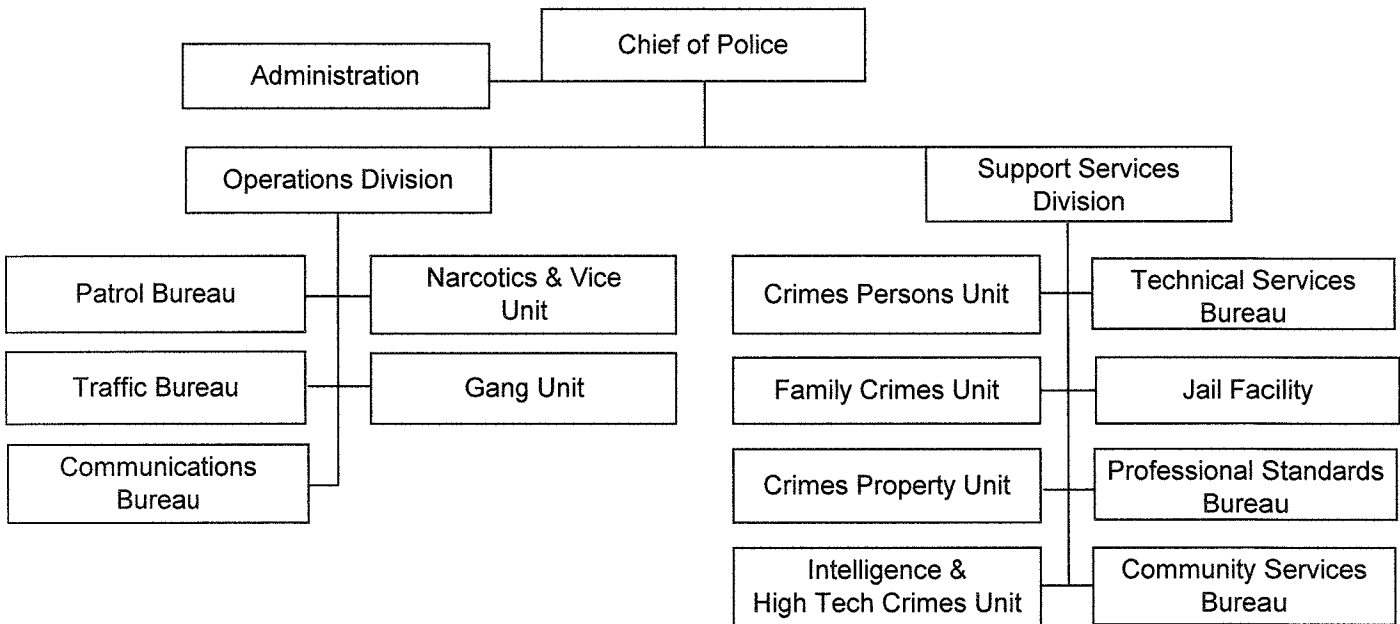 Chief of Police
Administration
Operations Division
Support Services
Division
Patrol Bureau
Narcotics & Vice
Unit
Crimes Persons Unit
Technical Services
Bureau
Traffic Bureau
Gang Unit
Family Crimes Unit
Jail Facility
Communications
Bureau
Crimes Property Unit
Professional Standards
Bureau
Intelligence &
High Tech Crimes Unit
Community Services
Bureau